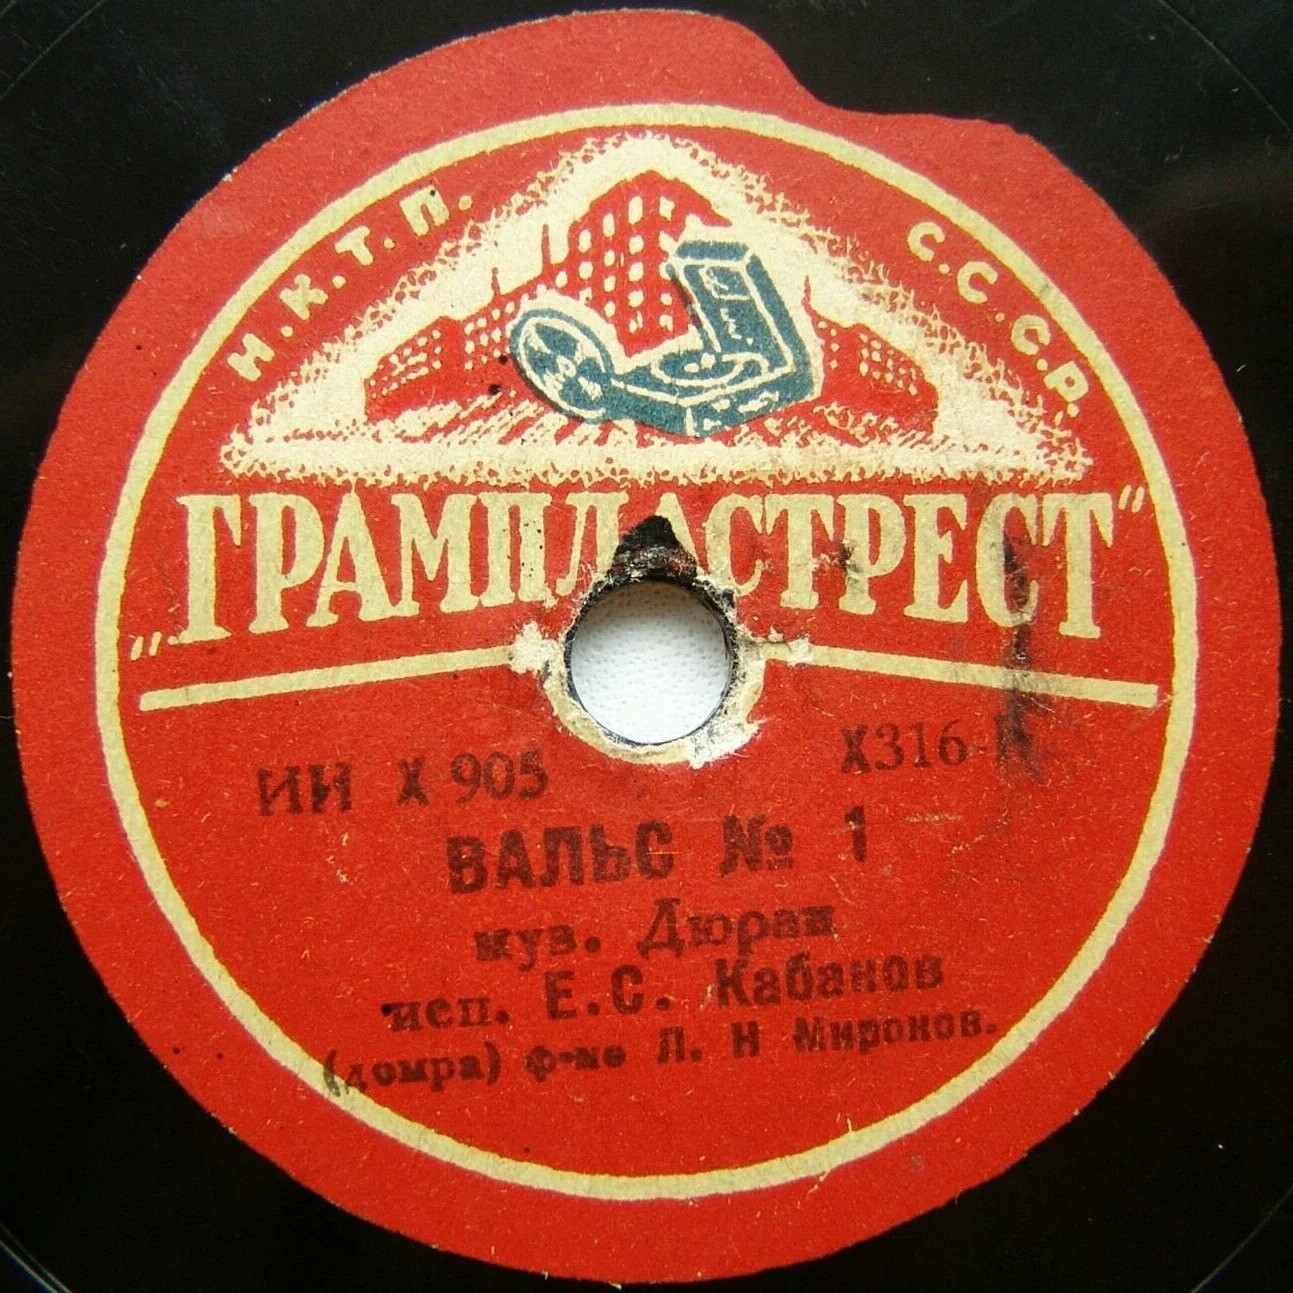 Н.К.Т.П. С.С.С.Р.
„ГРАМПЛАСТРЕСТ“
ИИ Х 905 Х316
ВАЛЬС № 1
муз. Дюран
исп. Е.С. Кабанов
(домра) ф-но Л. Н Миронов.